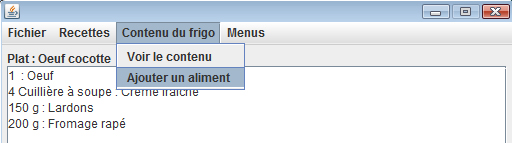 Fichier Recettes Contenu du frigo Menus
Voir le contenu
Ajouter un aliment
Plat : Oeuf cocotte
1 : Oeuf
4 Cuillière à soupe : Crème fraiche
150 g : Lardons
200 g : Fromage rapé